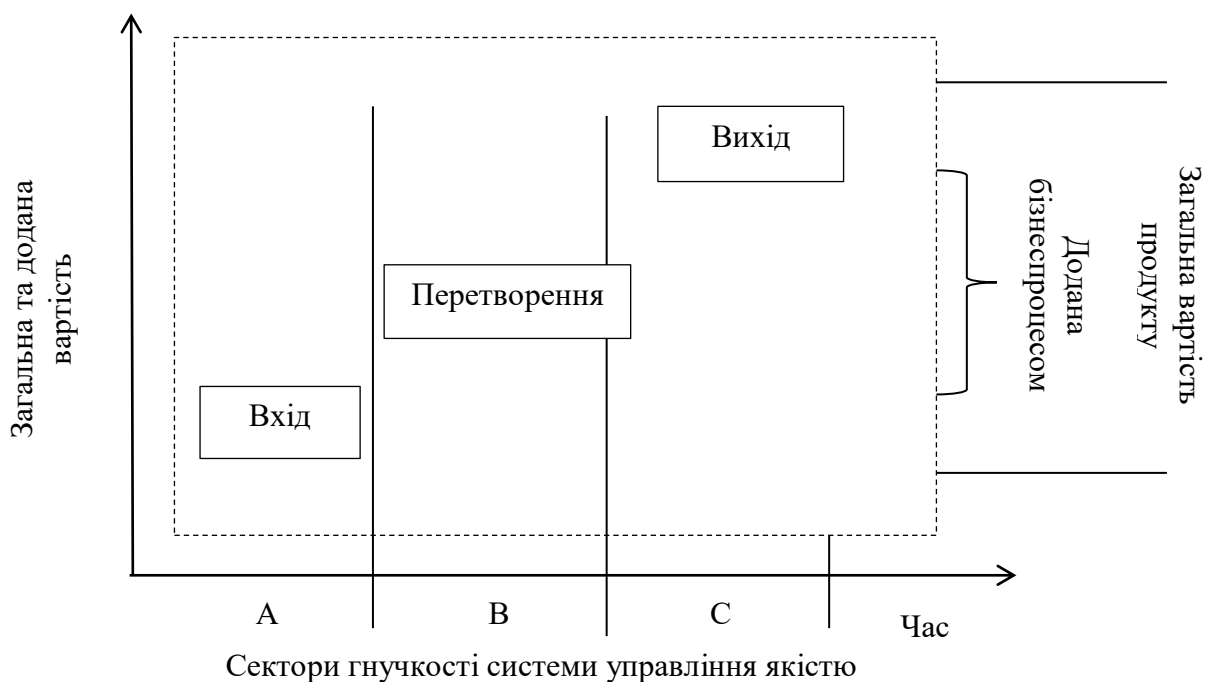 Загальна та додана
вартість
Вхід
Перетворення
Вихід
Додана
бізнеспроцесом
Загальна вартість
продукту
А
В
С
Час
Сектори гнучкості системи управління якістю